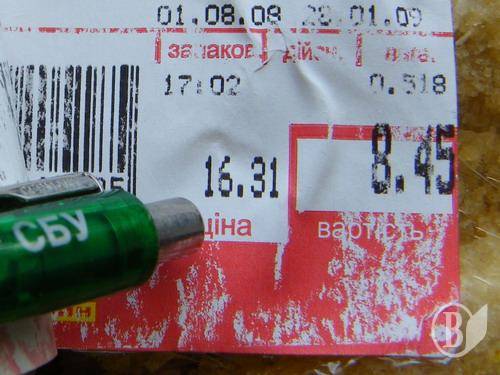 01.08.08 28.01.09
запаков. дійсн. вага.
17:02 0.518
16.31 8.45
СБУ
ціна вартість
В